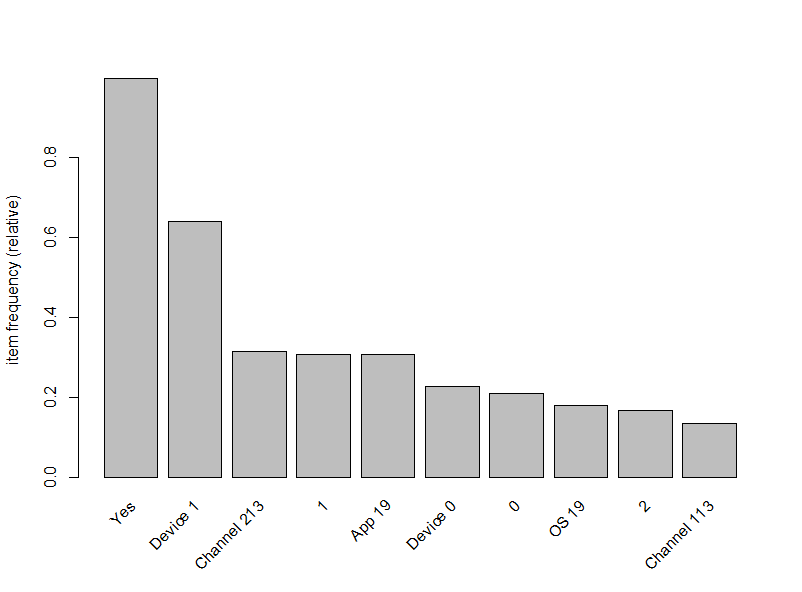 item frequency (relative)
0.8
0.6
0.4
0.2
0.0
Yes
Device 1
Channel 213
1
App 19
Device 0
0
OS 19
2
Channel 113